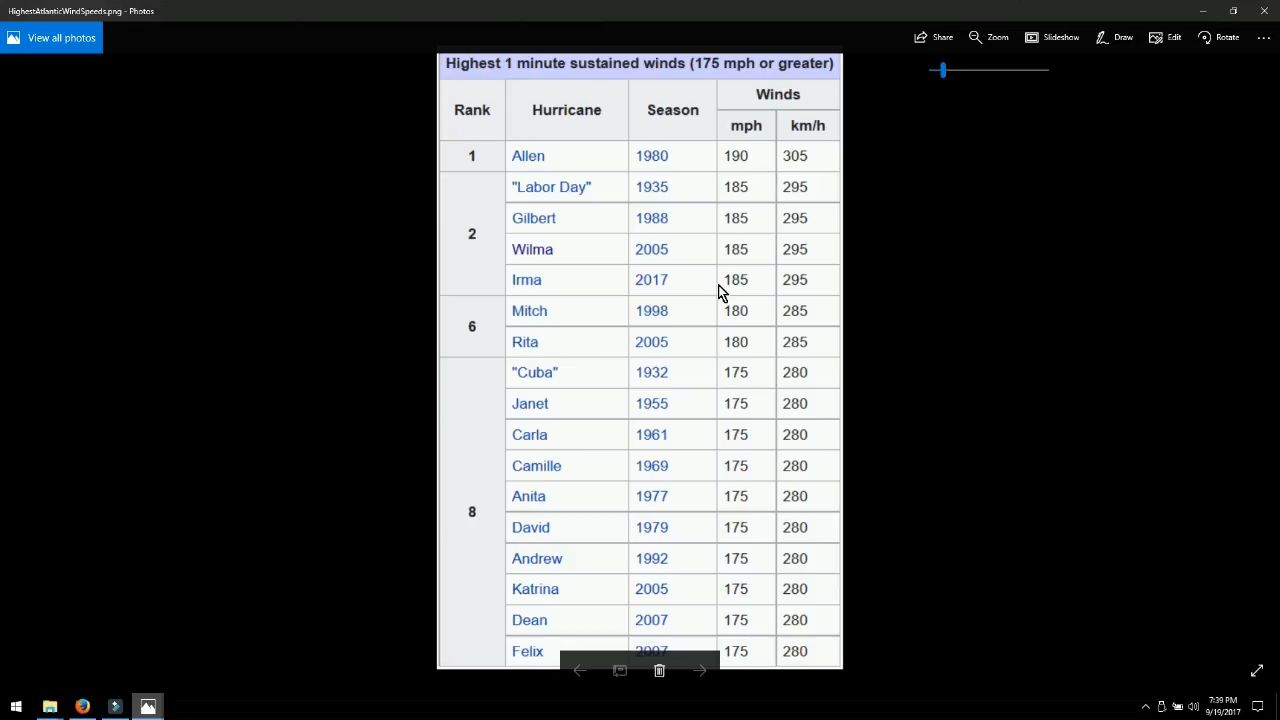 HighestAtlanticWindSpeeds.png - Photos
View all photos
Share Zoom Slideshow Draw Edit Rotate
Highest 1 minute sustained winds (175 mph or greater)
Rank Hurricane Season Winds
mph km/h
1 Allen 1980 190 305
2 "Labor Day" 1935 185 295
Gilbert 1988 185 295
Wilma 2005 185 295
Irma 2017 185 295
6 Mitch 1998 180 285
Rita 2005 180 285
8 "Cuba" 1932 175 280
Janet 1955 175 280
Carla 1961 175 280
Camille 1969 175 280
Anita 1977 175 280
David 1979 175 280
Andrew 1992 175 280
Katrina 2005 175 280
Dean 2007 175 280
Felix 2007 175 280
7:39 PM
9/19/2017